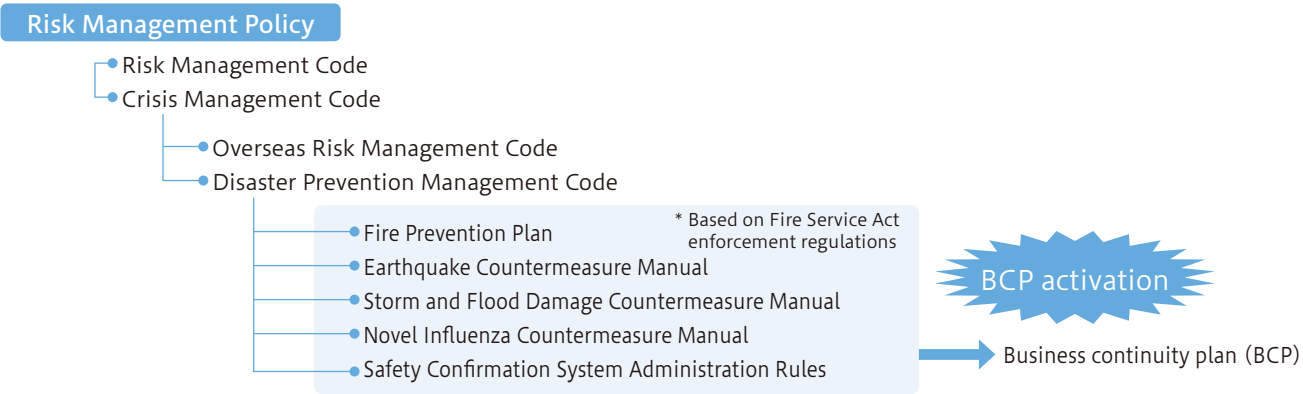 Risk Management Policy
Risk Management Code
Crisis Management Code
Overseas Risk Management Code
Disaster Prevention Management Code
Fire Prevention Plan
* Based on Fire Service Act
enforcement regulations
Earthquake Countermeasure Manual
Storm and Flood Damage Countermeasure Manual
Novel Influenza Countermeasure Manual
Safety Confirmation System Administration Rules
BCP activation
Business continuity plan (BCP)